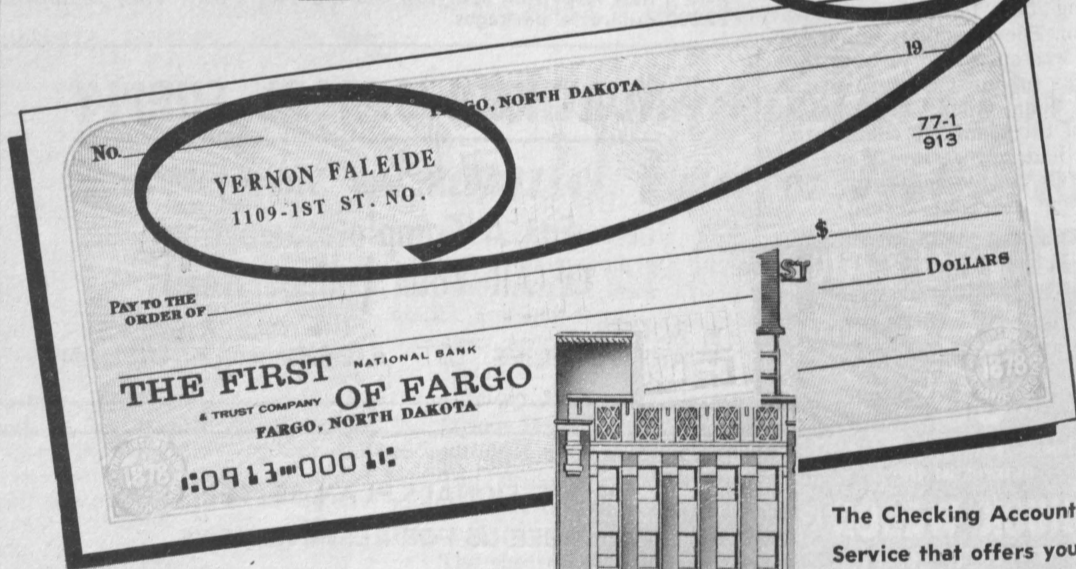 FARGO, NORTH DAKOTA 19
No.
77-1
913
VERNON FALEIDE
1109-1ST ST. NO.
$
PAY TO THE
ORDER OF
1ST
DOLLARS
THE FIRST NATIONAL BANK
& TRUST COMPANY OF FARGO
FARGO, NORTH DAKOTA
⑆0913⑉0001⑆
The Checking Account
Service that offers you